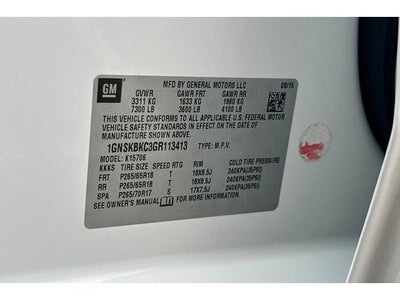 GM
MFD BY GENERAL MOTORS LLC 08/15
GVWR GAWR FRT GAWR RR
3311 KG 1633 KG 1860 KG
7300 LB 3600 LB 4100 LB
THIS VEHICLE CONFORMS TO ALL APPLICABLE U.S. FEDERAL MOTOR
VEHICLE SAFETY STANDARDS IN EFFECT ON THE DATE OF
MANUFACTURE SHOWN ABOVE.
1GNSKBKC3GR113413 TYPE: M.P.V.
MODEL: K15706
KKKS TIRE SIZE SPEED RTG RIM COLD TIRE PRESSURE
FRT P265/65R18 T 18X8.5J 240KPA(35PSI)
RR P265/65R18 T 18X8.5J 240KPA(35PSI)
SPA P265/70R17 S 17X7.5J 240KPA(35PSI)
SEE OWNER'S MANUAL FOR MORE INFORMATION